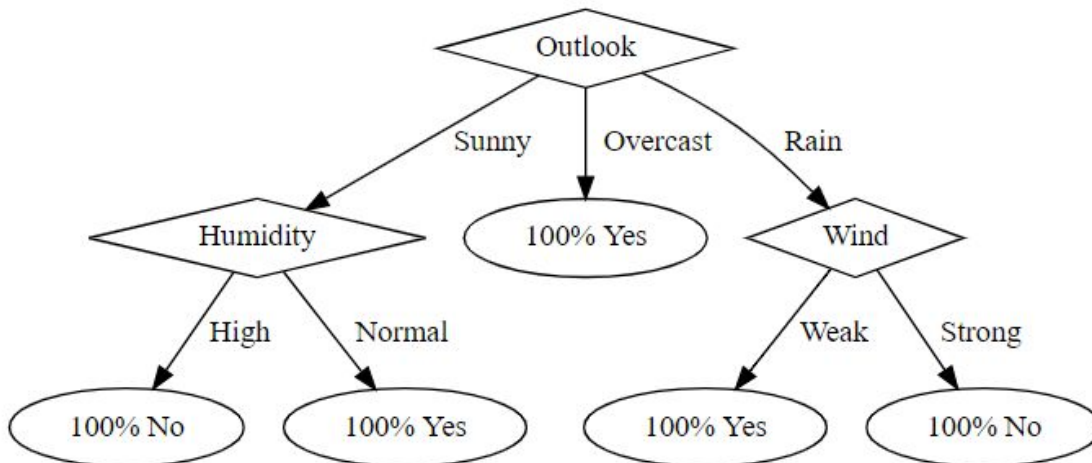 Outlook
Sunny Overcast Rain
Humidity 100% Yes Wind
High Normal Weak Strong
100% No 100% Yes 100% Yes 100% No